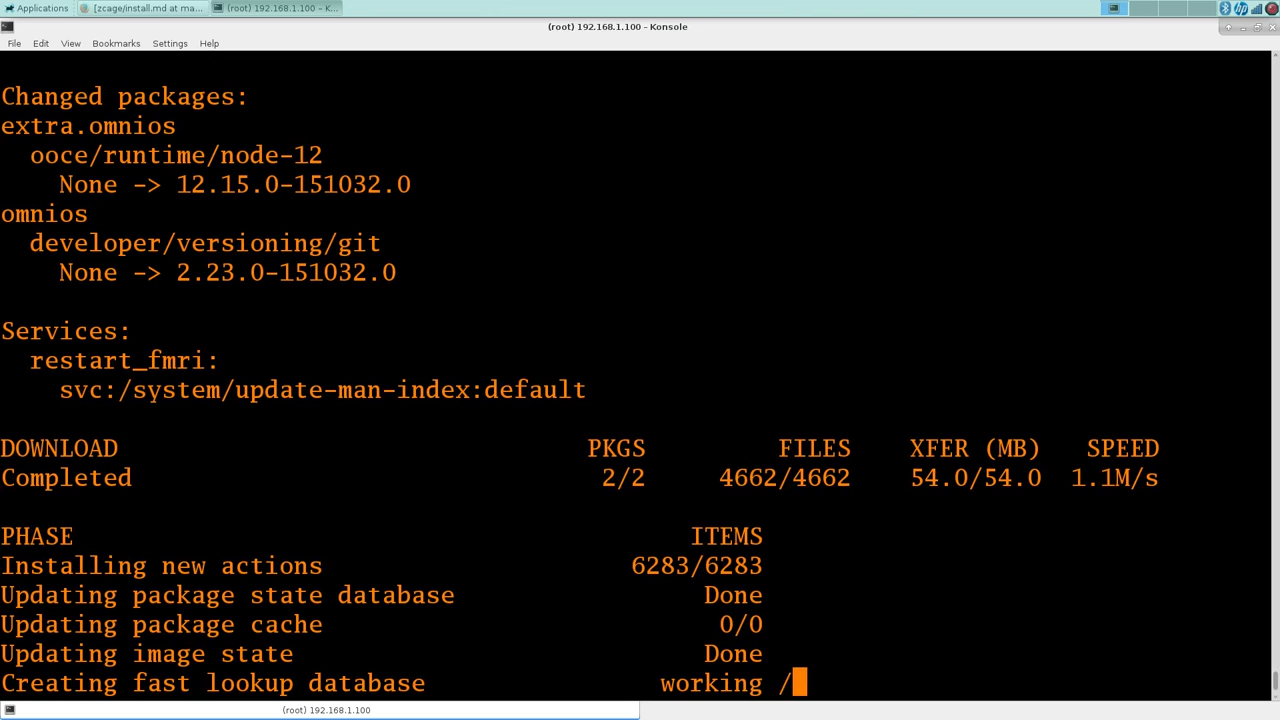 Applications [zcage/install.md at ma... (root) 192.168.1.100 – K...
(root) 192.168.1.100 – Konsole
File Edit View Bookmarks Settings Help
Changed packages:
extra.omnios
ooce/runtime/node-12
None -> 12.15.0-151032.0
omnios
developer/versioning/git
None -> 2.23.0-151032.0
Services:
restart_fmri:
svc:/system/update-man-index:default
DOWNLOAD PKGS FILES XFER (MB) SPEED
Completed 2/2 4662/4662 54.0/54.0 1.1M/s
PHASE ITEMS
Installing new actions 6283/6283
Updating package state database Done
Updating package cache 0/0
Updating image state Done
Creating fast lookup database working /
(root) 192.168.1.100